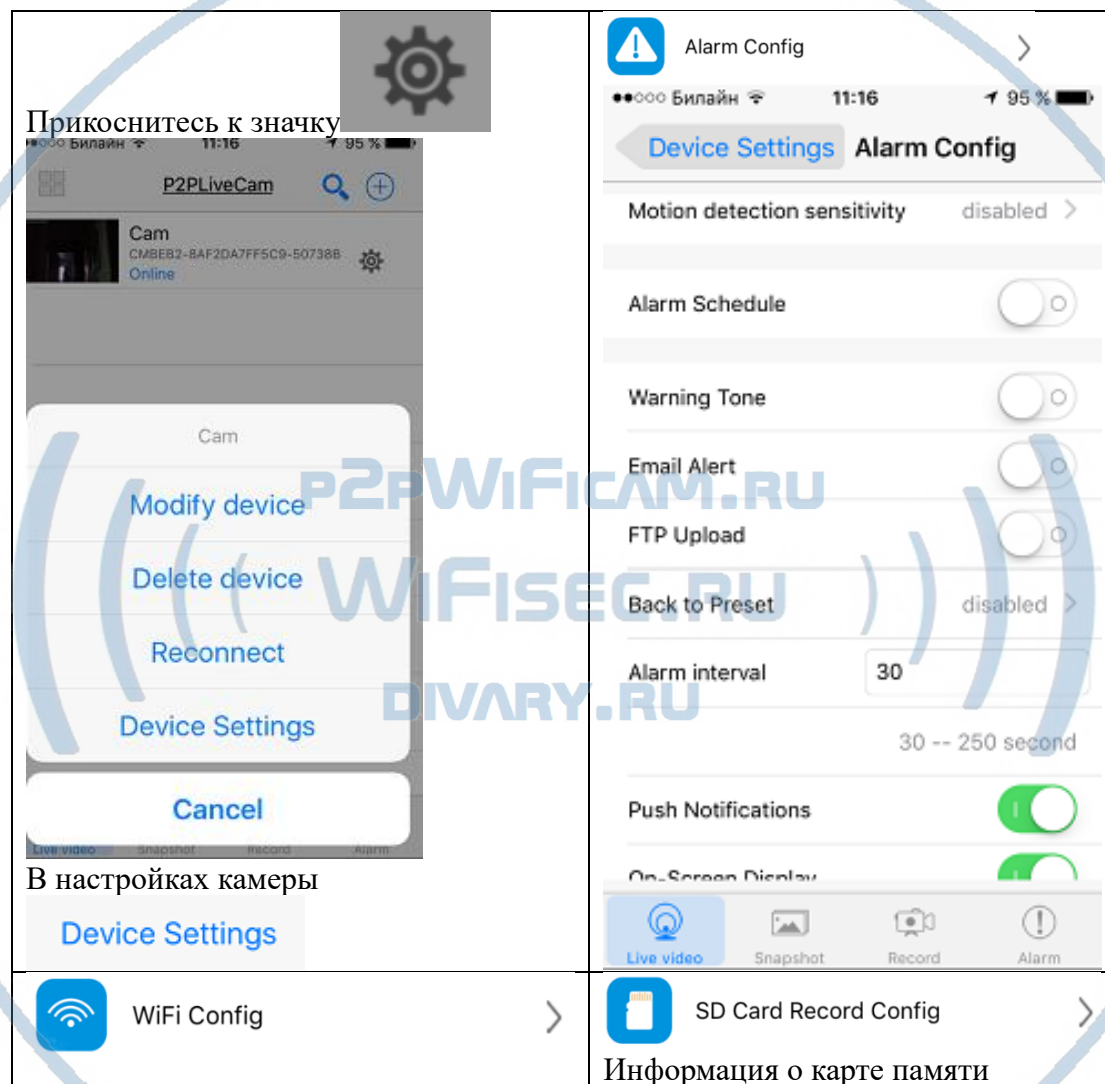 Прикоснитесь к значку
●●○○○ Билайн 11:16 95 %
P2PLiveCam
Cam
Online
Cam
Modify device
Delete device
Reconnect
Device Settings
Cancel
Live video Snapshot Record Alarm
В настройках камеры
Device Settings
Alarm Config
●●○○○ Билайн 11:16 95 %
Device Settings Alarm Config
Motion detection sensitivity disabled
Alarm Schedule
Warning Tone
Email Alert
FTP Upload
Back to Preset disabled
Alarm interval 30
30 -- 250 second
Push Notifications
On-Screen Display
Live video Snapshot Record Alarm
WiFi Config
SD Card Record Config
Информация о карте памяти
P2PWIFICAM.RU
WIFISEC.RU
DIVARY.RU